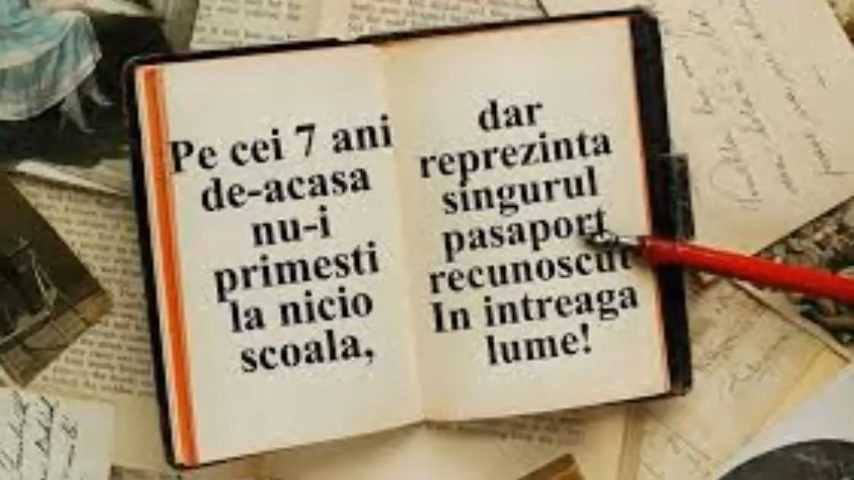 Pe cei 7 ani
de-acasa
nu-i
primesti
la nicio
scoala,
dar
reprezinta
singurul
pasaport
recunoscut
In intreaga
lume!